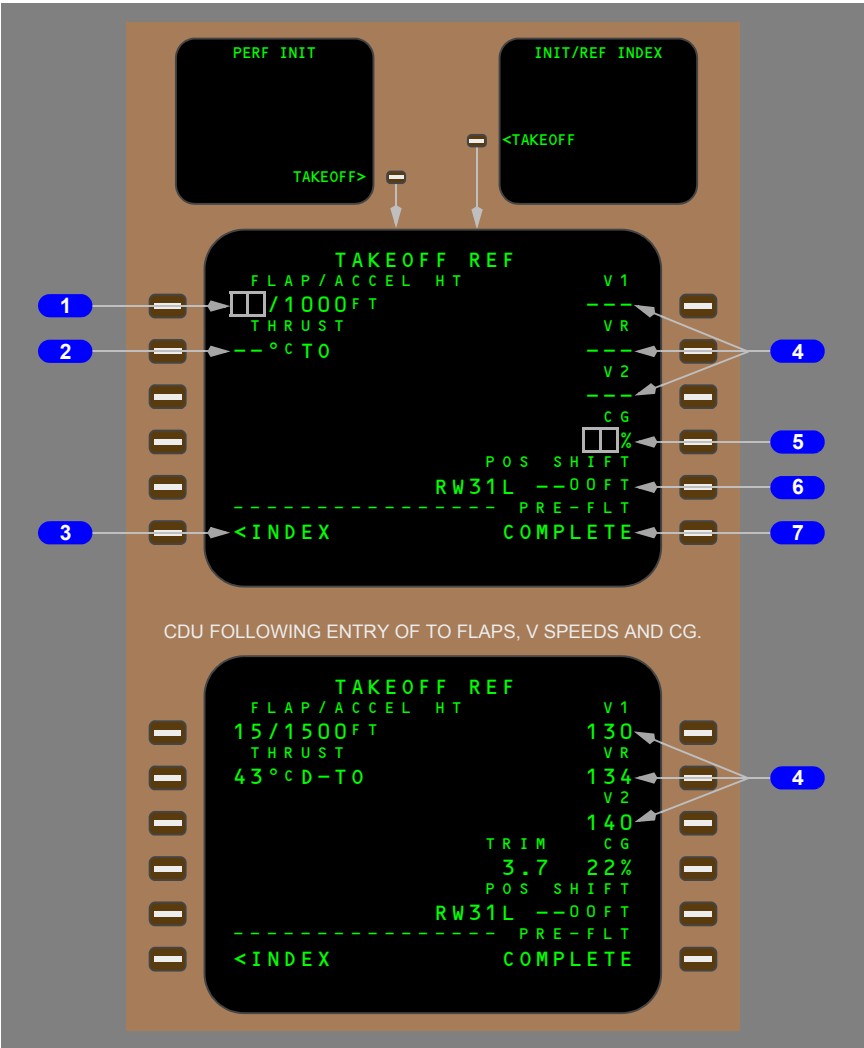 PERF INIT
TAKEOFF>
INIT/REF INDEX
<TAKEOFF
TAKEOFF REF
FLAP/ACCEL HT V1
1 □□/1000FT ---
THRUST VR
2 --°CTO --- 4
V2
---
CG
□□% 5
POS SHIFT
RW31L --00FT 6
---------------- PRE-FLT
3 <INDEX COMPLETE 7
CDU FOLLOWING ENTRY OF TO FLAPS, V SPEEDS AND CG.
TAKEOFF REF
FLAP/ACCEL HT V1
15/1500FT 130
THRUST VR
43°CD-TO 134 4
V2
140
TRIM CG
3.7 22%
POS SHIFT
RW31L --00FT
---------------- PRE-FLT
<INDEX COMPLETE